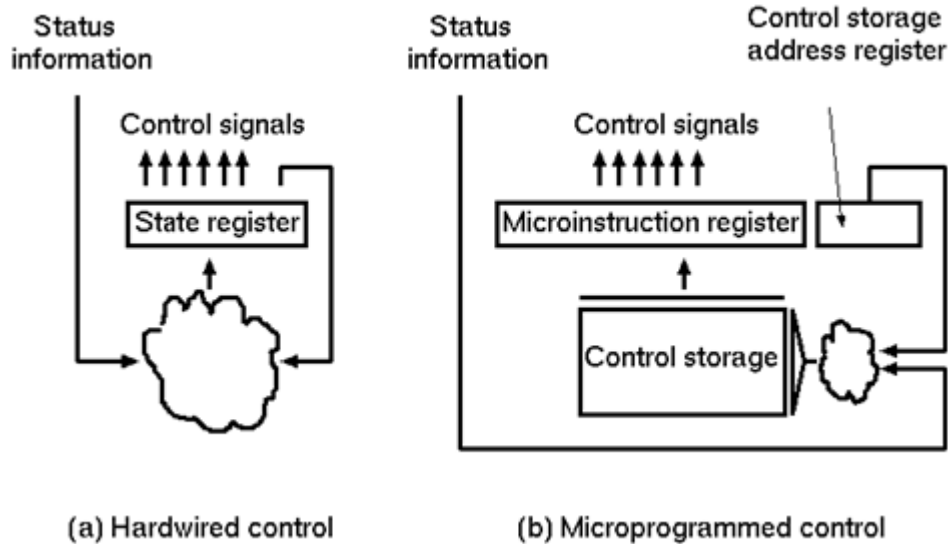 Status
information
Control signals
State register
(a) Hardwired control
Status
information
Control storage
address register
Control signals
Microinstruction register
Control storage
(b) Microprogrammed control